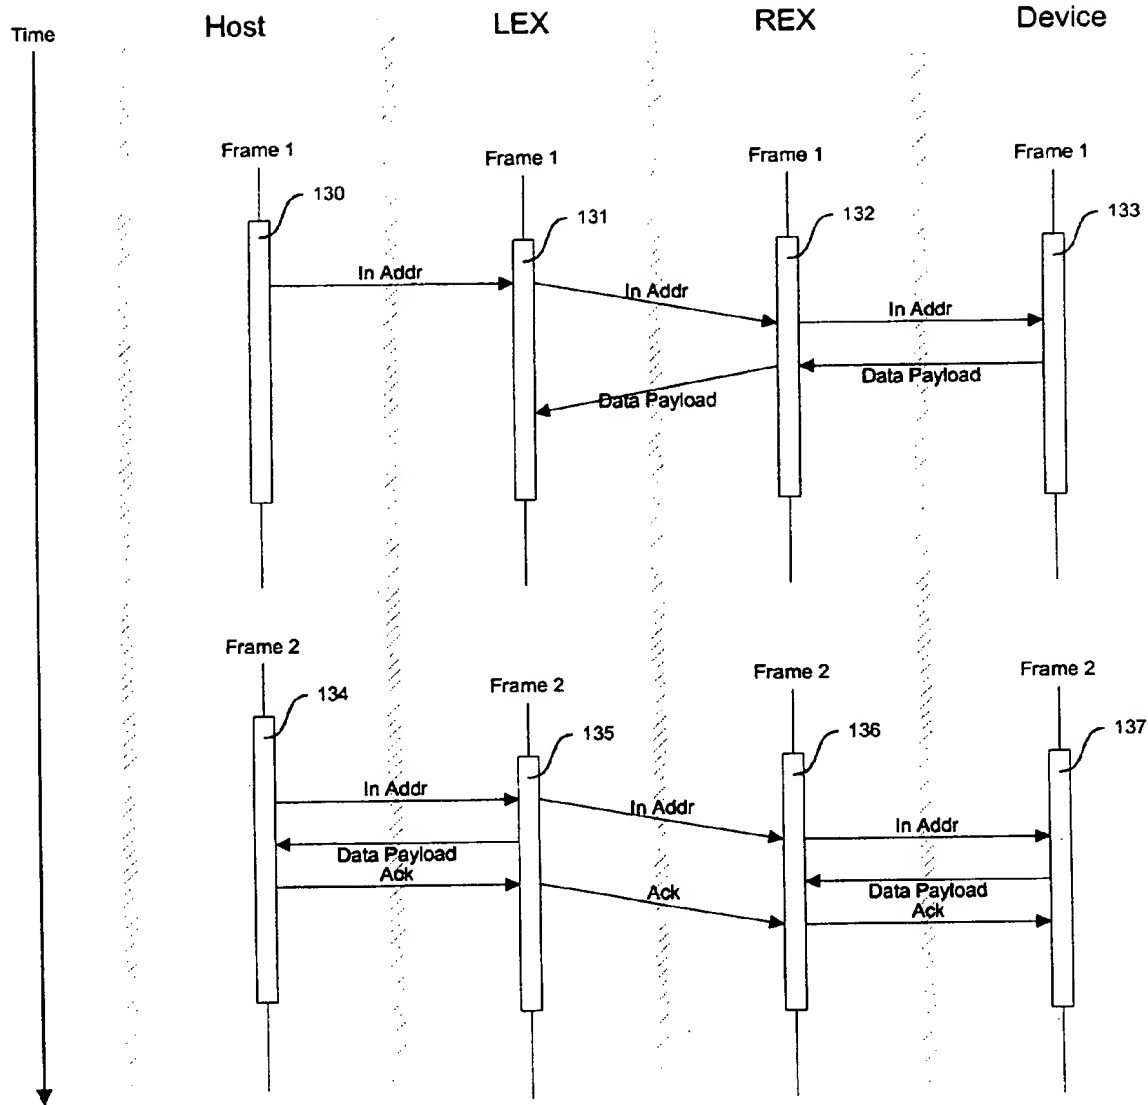 Time
Host
LEX
REX
Device
Frame 1
Frame 1
Frame 1
Frame 1
130
131
132
133
In Addr
In Addr
In Addr
Data Payload
Data Payload
Frame 2
Frame 2
Frame 2
Frame 2
134
135
136
137
In Addr
In Addr
In Addr
Data Payload
Ack
Ack
Data Payload
Ack